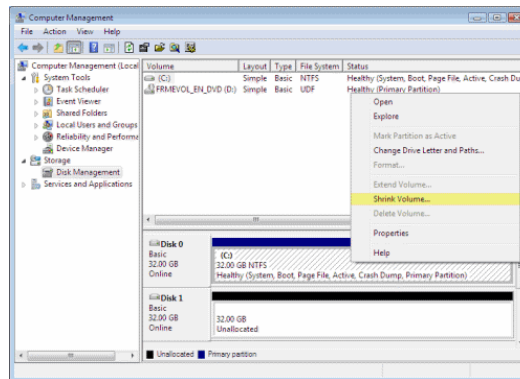 Computer Management
File Action View Help
Computer Management (Local
System Tools
Task Scheduler
Event Viewer
Shared Folders
Local Users and Groups
Reliability and Performa
Device Manager
Storage
Disk Management
Services and Applications
Volume Layout Type File System Status
(C:) Simple Basic NTFS Healthy (System, Boot, Page File, Active, Crash Du
FRMEVOL_EN_DVD (D:) Simple Basic UDF Healthy (Primary Partition)
Open
Explore
Mark Partition as Active
Change Drive Letter and Paths...
Format...
Extend Volume...
Shrink Volume...
Delete Volume...
Properties
Help
Disk 0
Basic
32.00 GB
Online
(C:)
32.00 GB NTFS
Healthy (System, Boot, Page File, Active, Crash Dump, Primary Partition)
Disk 1
Basic
32.00 GB
Online
32.00 GB
Unallocated
Unallocated Primary partition